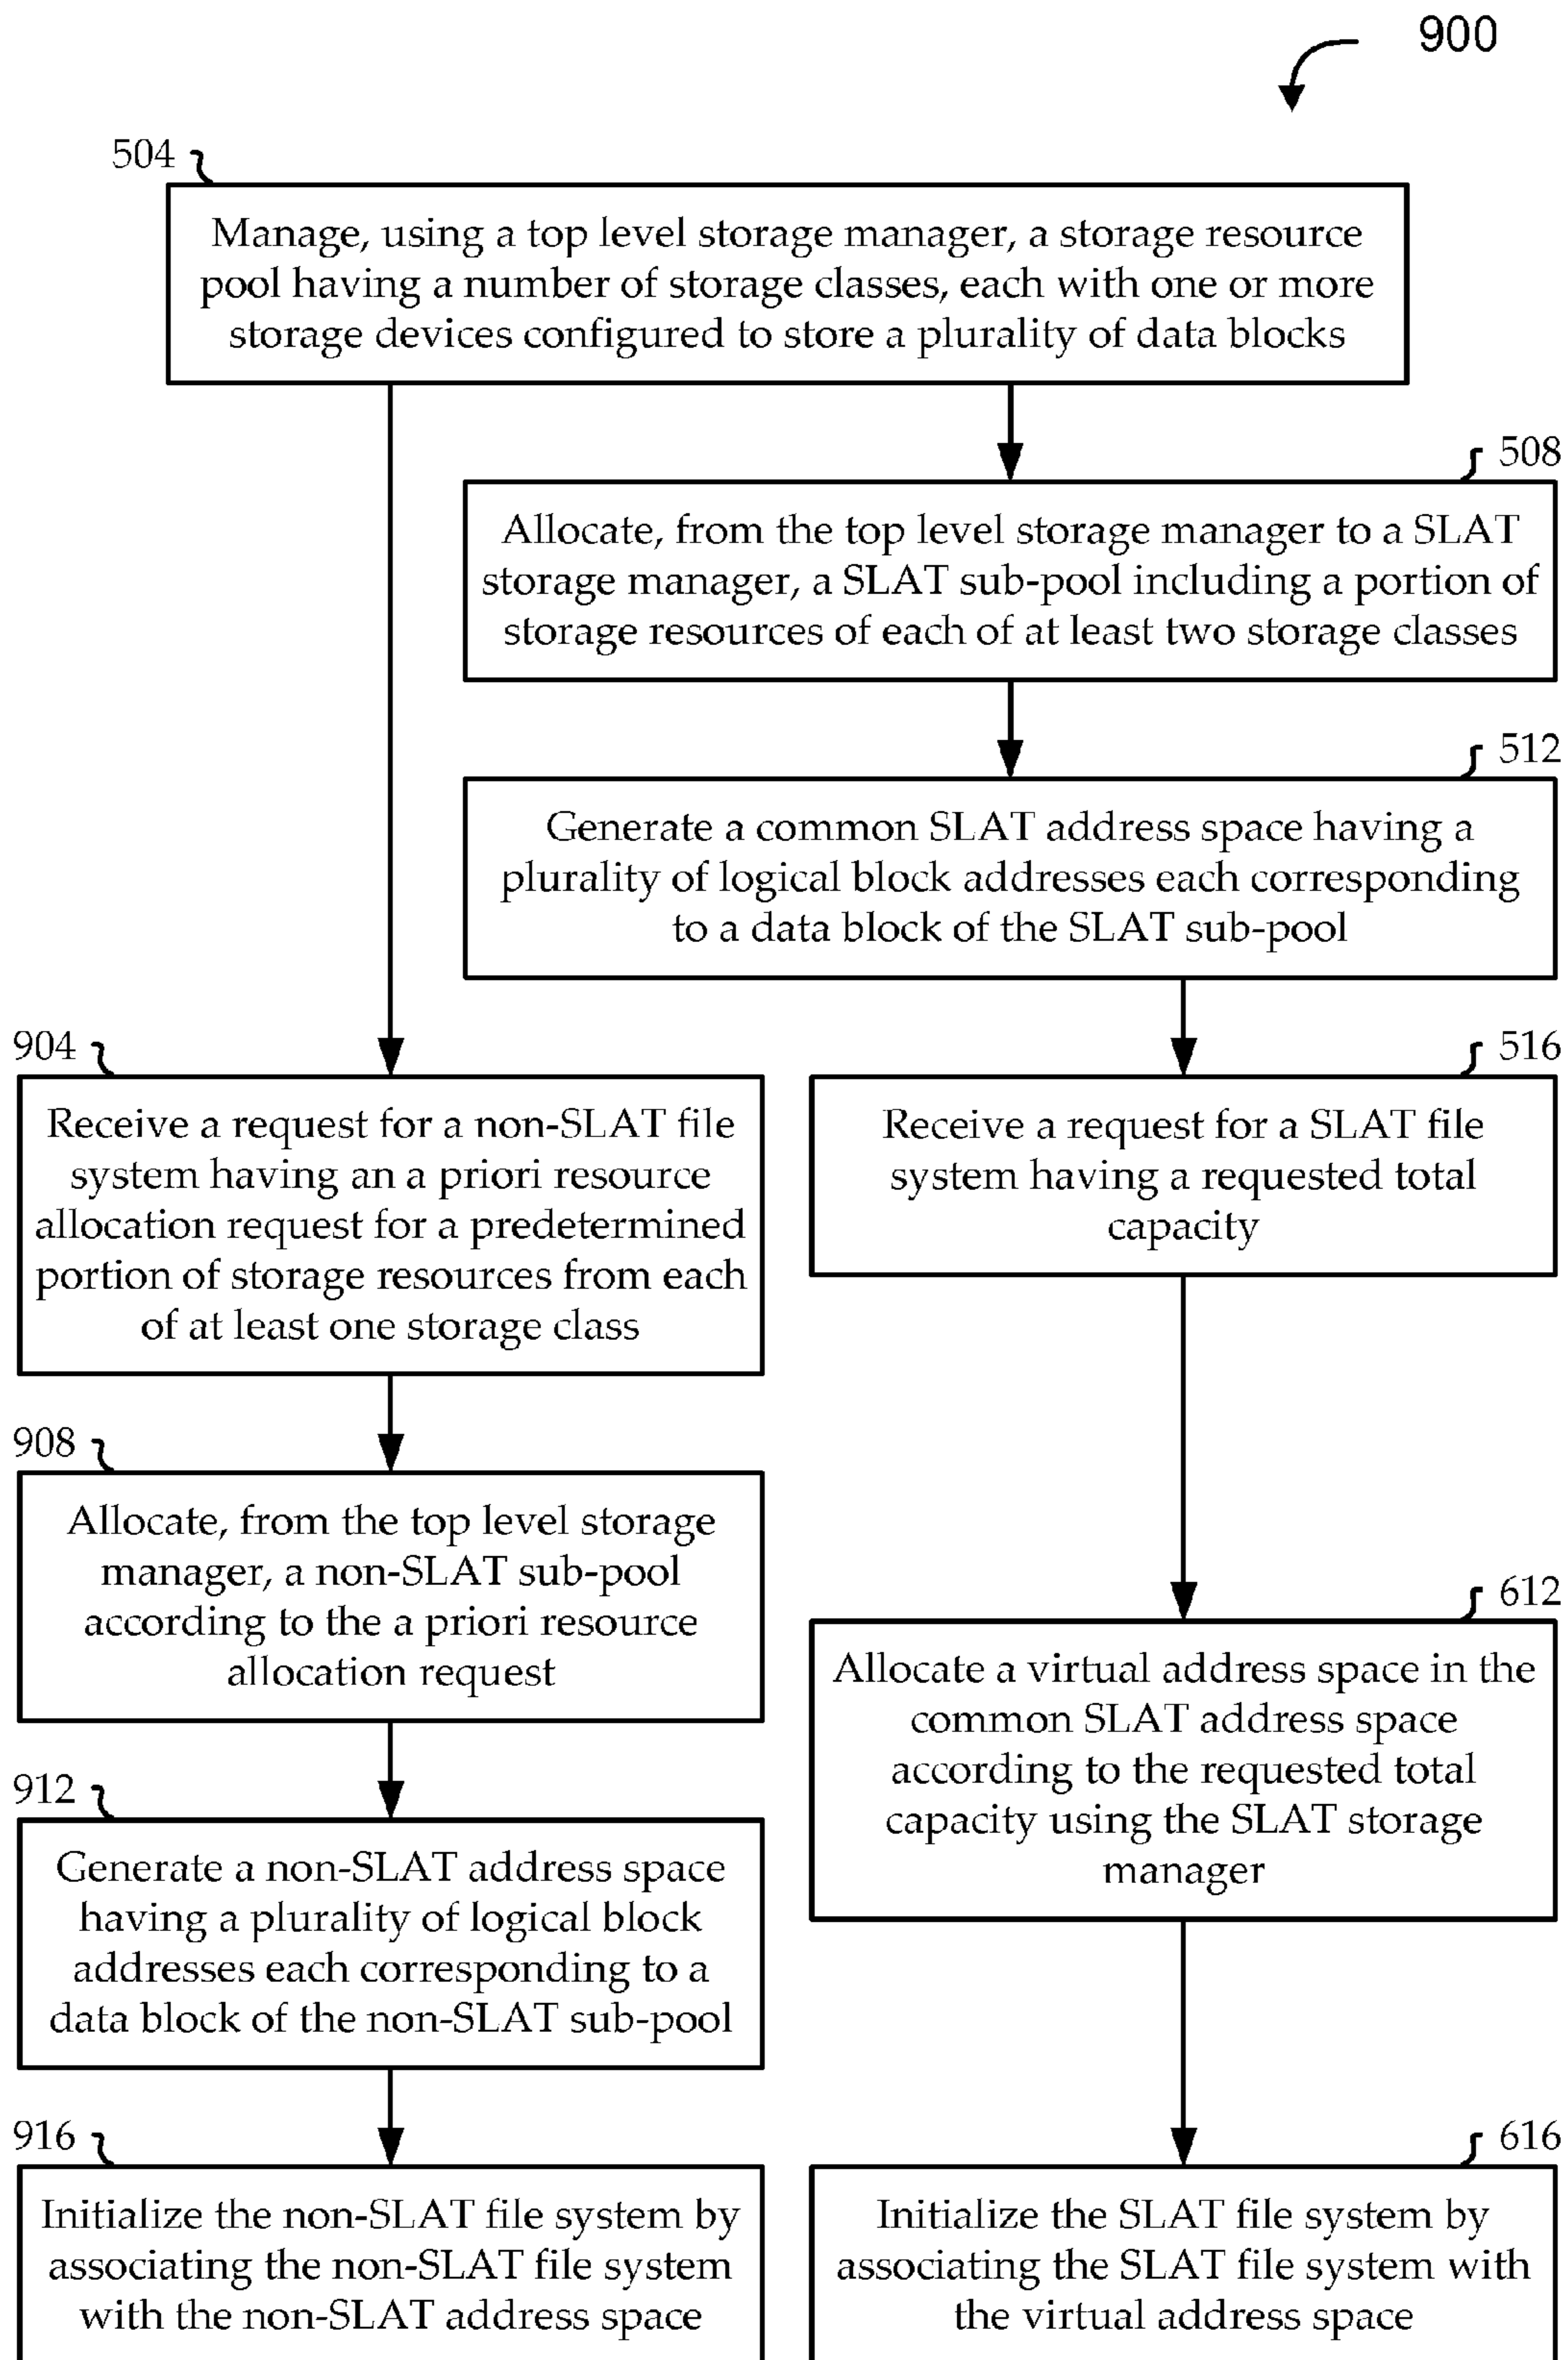 900
504
Manage, using a top level storage manager, a storage resource
pool having a number of storage classes, each with one or more
storage devices configured to store a plurality of data blocks
508
Allocate, from the top level storage manager to a SLAT
storage manager, a SLAT sub-pool including a portion of
storage resources of each of at least two storage classes
512
Generate a common SLAT address space having a
plurality of logical block addresses each corresponding
to a data block of the SLAT sub-pool
904
Receive a request for a non-SLAT file
system having an a priori resource
allocation request for a predetermined
portion of storage resources from each
of at least one storage class
516
Receive a request for a SLAT file
system having a requested total
capacity
908
Allocate, from the top level storage
manager, a non-SLAT sub-pool
according to the a priori resource
allocation request
612
Allocate a virtual address space in the
common SLAT address space
according to the requested total
capacity using the SLAT storage
manager
912
Generate a non-SLAT address space
having a plurality of logical block
addresses each corresponding to a
data block of the non-SLAT sub-pool
916
Initialize the non-SLAT file system by
associating the non-SLAT file system
with the non-SLAT address space
616
Initialize the SLAT file system by
associating the SLAT file system with
the virtual address space